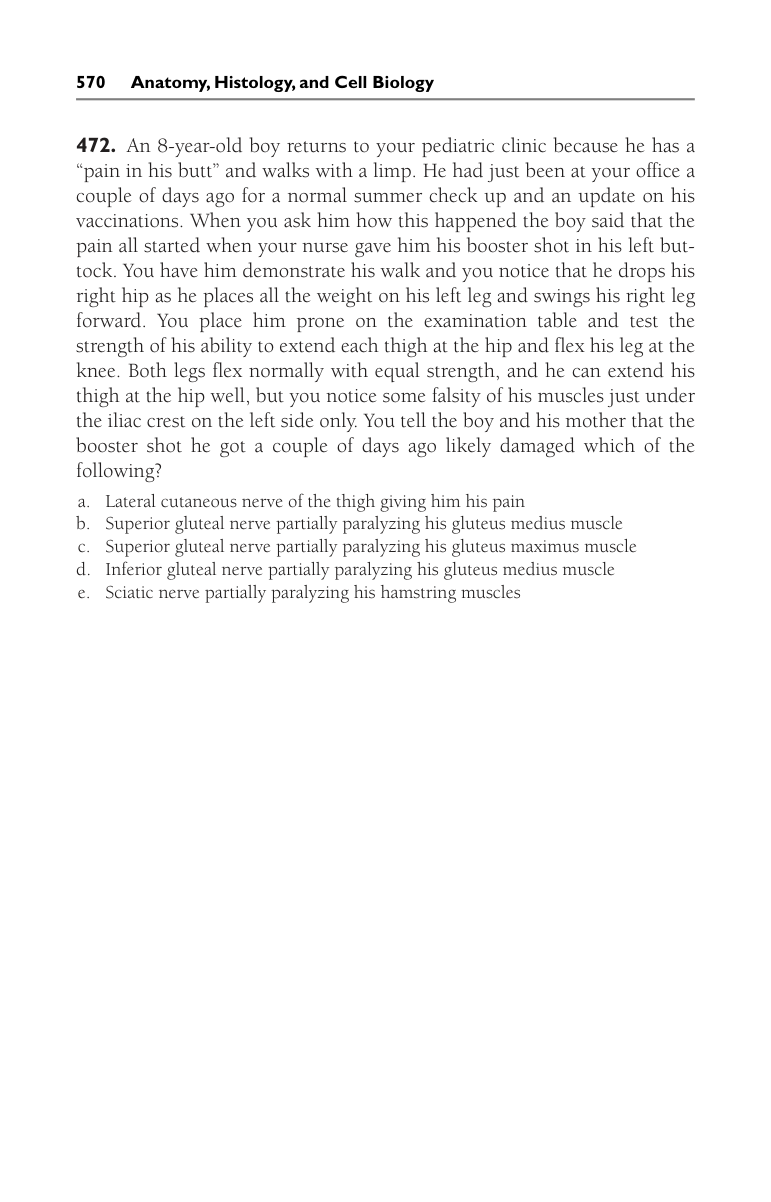 570 Anatomy, Histology, and Cell Biology
472. An 8-year-old boy returns to your pediatric clinic because he has a
“pain in his butt” and walks with a limp. He had just been at your office a
couple of days ago for a normal summer check up and an update on his
vaccinations. When you ask him how this happened the boy said that the
pain all started when your nurse gave him his booster shot in his left but-
tock. You have him demonstrate his walk and you notice that he drops his
right hip as he places all the weight on his left leg and swings his right leg
forward. You place him prone on the examination table and test the
strength of his ability to extend each thigh at the hip and flex his leg at the
knee. Both legs flex normally with equal strength, and he can extend his
thigh at the hip well, but you notice some falsity of his muscles just under
the iliac crest on the left side only. You tell the boy and his mother that the
booster shot he got a couple of days ago likely damaged which of the
following?
a. Lateral cutaneous nerve of the thigh giving him his pain
b. Superior gluteal nerve partially paralyzing his gluteus medius muscle
c. Superior gluteal nerve partially paralyzing his gluteus maximus muscle
d. Inferior gluteal nerve partially paralyzing his gluteus medius muscle
e. Sciatic nerve partially paralyzing his hamstring muscles